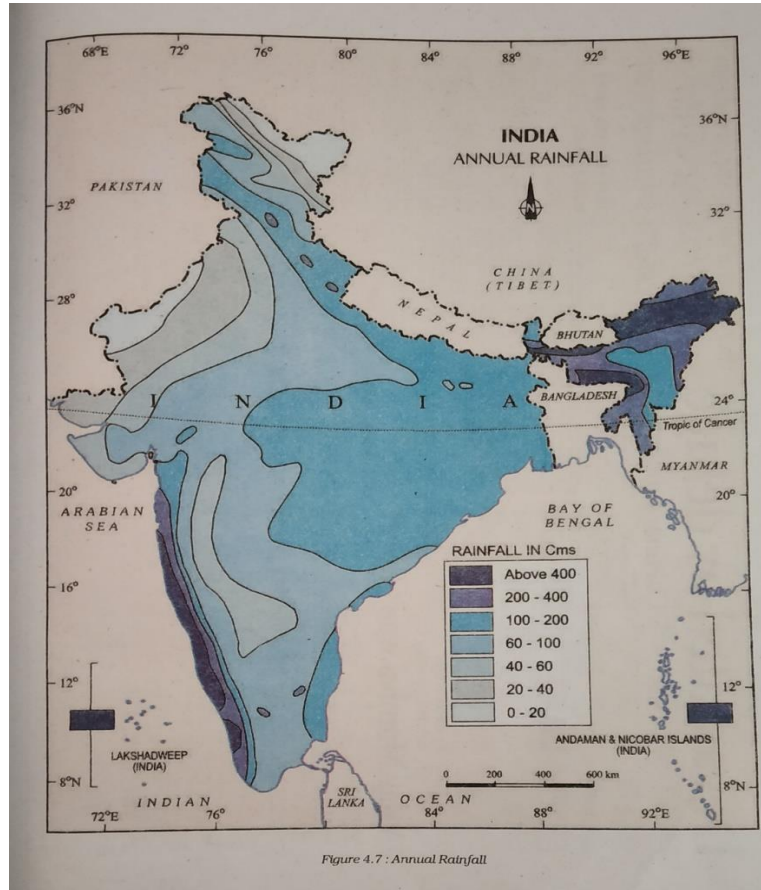 68°E 72° 76° 80° 84° 88° 92° 96°E
36°N
36°N
INDIA
ANNUAL RAINFALL
N
PAKISTAN
32°
32°
CHINA
(TIBET)
28°
28°
NEPAL
BHUTAN
INDIA
BANGLADESH
24°
Tropic of Cancer
MYANMAR
20°
20°
ARABIAN
SEA
BAY OF
BENGAL
RAINFALL IN Cms
Above 400
200 - 400
100 - 200
60 - 100
40 - 60
20 - 40
0 - 20
16°
12°
12°
LAKSHADWEEP
(INDIA)
ANDAMAN & NICOBAR ISLANDS
(INDIA)
0 200 400 600 km
8°N
8°N
INDIAN OCEAN
SRI
LANKA
72°E 76° 84° 88° 92°E
Figure 4.7 : Annual Rainfall